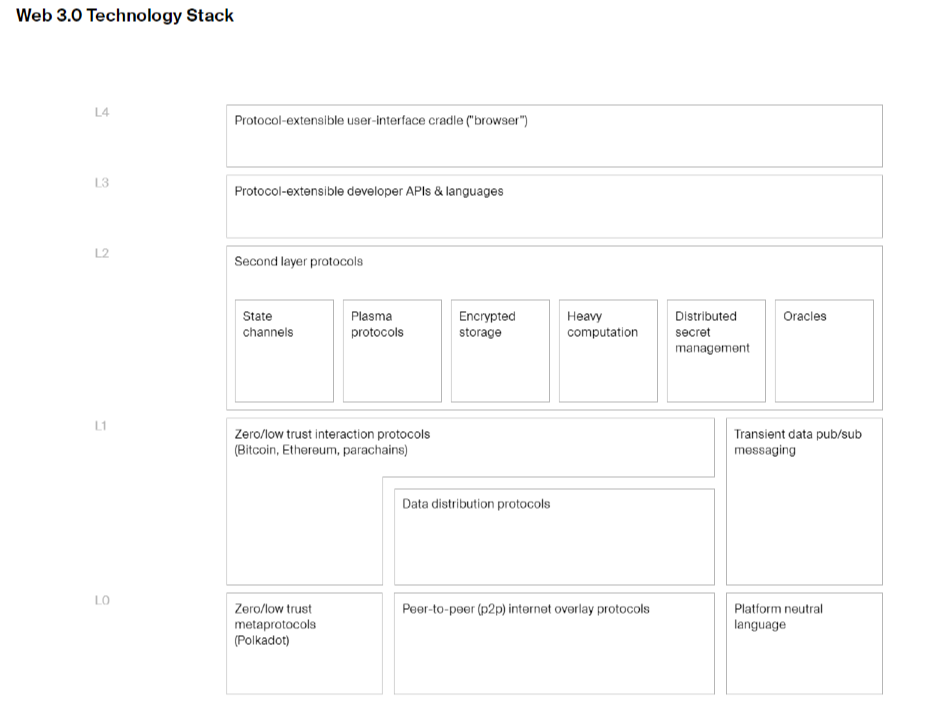 Web 3.0 Technology Stack
L4
Protocol-extensible user-interface cradle ("browser")
L3
Protocol-extensible developer APIs & languages
L2
Second layer protocols
State
channels
Plasma
protocols
Encrypted
storage
Heavy
computation
Distributed
secret
management
Oracles
L1
Zero/low trust interaction protocols
(Bitcoin, Ethereum, parachains)
Data distribution protocols
Transient data pub/sub
messaging
L0
Zero/low trust
metaprotocols
(Polkadot)
Peer-to-peer (p2p) internet overlay protocols
Platform neutral
language